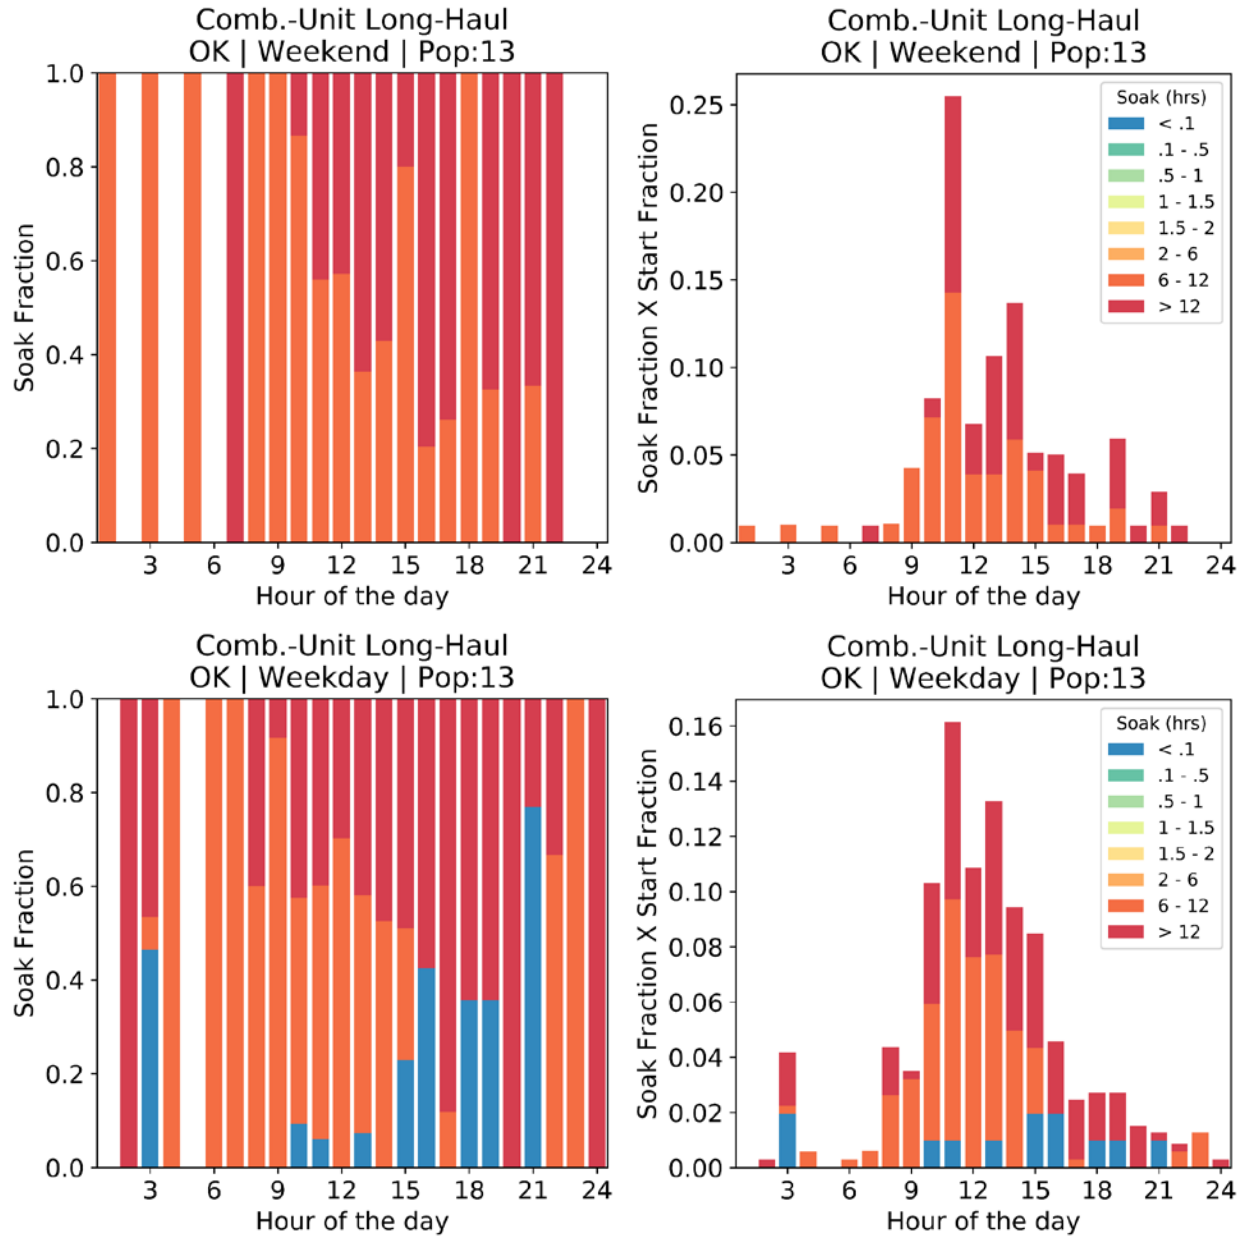 Comb.-Unit Long-Haul
OK | Weekend | Pop:13
1.0
0.8
0.6
0.4
0.2
0.0
Soak Fraction
3 6 9 12 15 18 21 24
Hour of the day
Comb.-Unit Long-Haul
OK | Weekend | Pop:13
0.25
0.20
0.15
0.10
0.05
0.00
Soak Fraction X Start Fraction
Soak (hrs)
< .1
.1 - .5
.5 - 1
1 - 1.5
1.5 - 2
2 - 6
6 - 12
> 12
3 6 9 12 15 18 21 24
Hour of the day
Comb.-Unit Long-Haul
OK | Weekday | Pop:13
1.0
0.8
0.6
0.4
0.2
0.0
Soak Fraction
3 6 9 12 15 18 21 24
Hour of the day
Comb.-Unit Long-Haul
OK | Weekday | Pop:13
0.16
0.14
0.12
0.10
0.08
0.06
0.04
0.02
0.00
Soak Fraction X Start Fraction
Soak (hrs)
< .1
.1 - .5
.5 - 1
1 - 1.5
1.5 - 2
2 - 6
6 - 12
> 12
3 6 9 12 15 18 21 24
Hour of the day